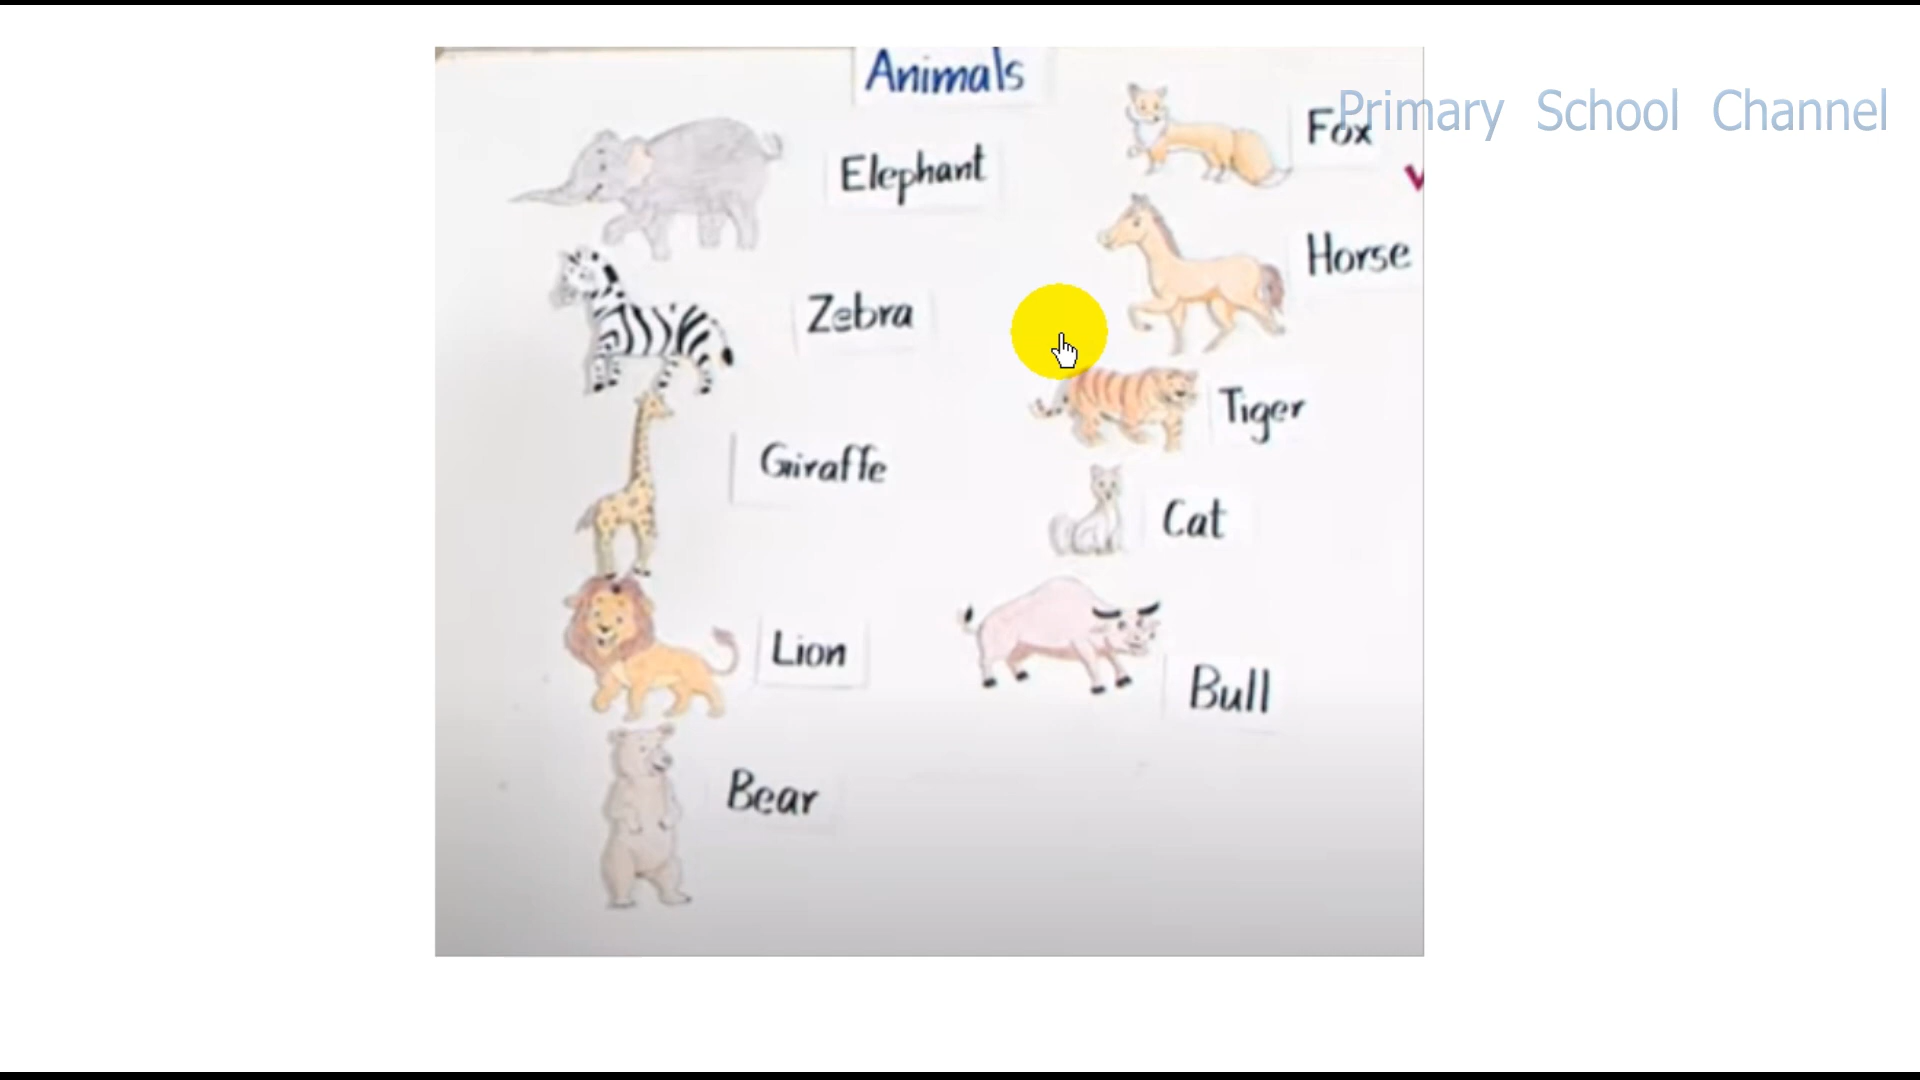 Animals
Elephant
Zebra
Giraffe
Lion
Bear
Fox
Horse
Tiger
Cat
Bull
Primary School Channel